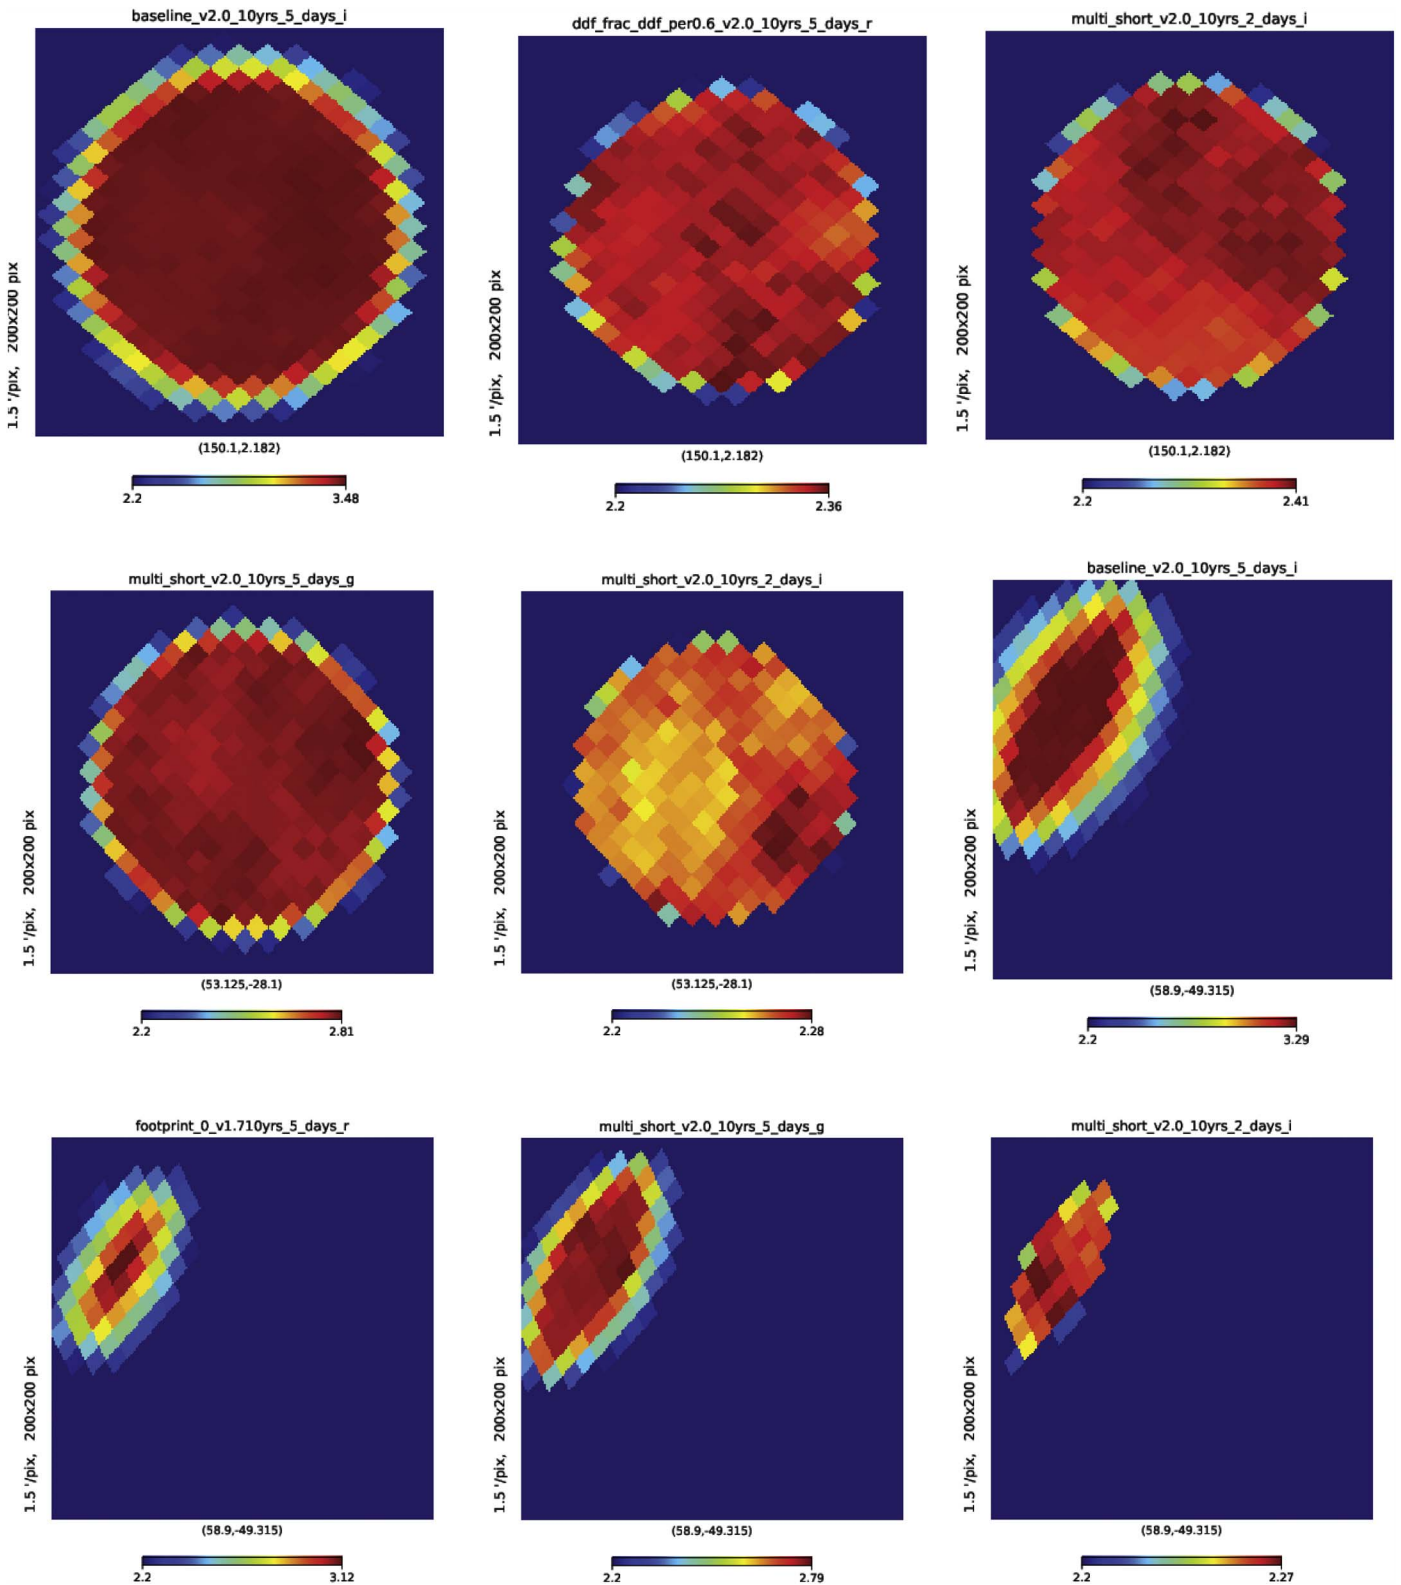 baseline_v2.0_10yrs_5_days_i
1.5 '/pix, 200x200 pix
(150.1,2.182)
2.2 3.48
ddf_frac_ddf_per0.6_v2.0_10yrs_5_days_r
1.5 '/pix, 200x200 pix
(150.1,2.182)
2.2 2.36
multi_short_v2.0_10yrs_2_days_i
1.5 '/pix, 200x200 pix
(150.1,2.182)
2.2 2.41
multi_short_v2.0_10yrs_5_days_g
1.5 '/pix, 200x200 pix
(53.125,-28.1)
2.2 2.81
multi_short_v2.0_10yrs_2_days_i
1.5 '/pix, 200x200 pix
(53.125,-28.1)
2.2 2.28
baseline_v2.0_10yrs_5_days_i
1.5 '/pix, 200x200 pix
(58.9,-49.315)
2.2 3.29
footprint_0_v1.710yrs_5_days_r
1.5 '/pix, 200x200 pix
(58.9,-49.315)
2.2 3.12
multi_short_v2.0_10yrs_5_days_g
1.5 '/pix, 200x200 pix
(58.9,-49.315)
2.2 2.79
multi_short_v2.0_10yrs_2_days_i
1.5 '/pix, 200x200 pix
(58.9,-49.315)
2.2 2.27